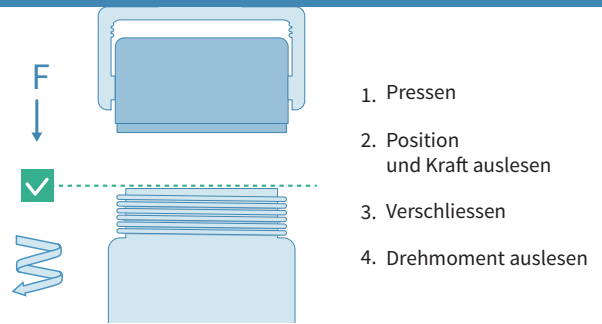 F
1. Pressen
2. Position
und Kraft auslesen
3. Verschliessen
4. Drehmoment auslesen